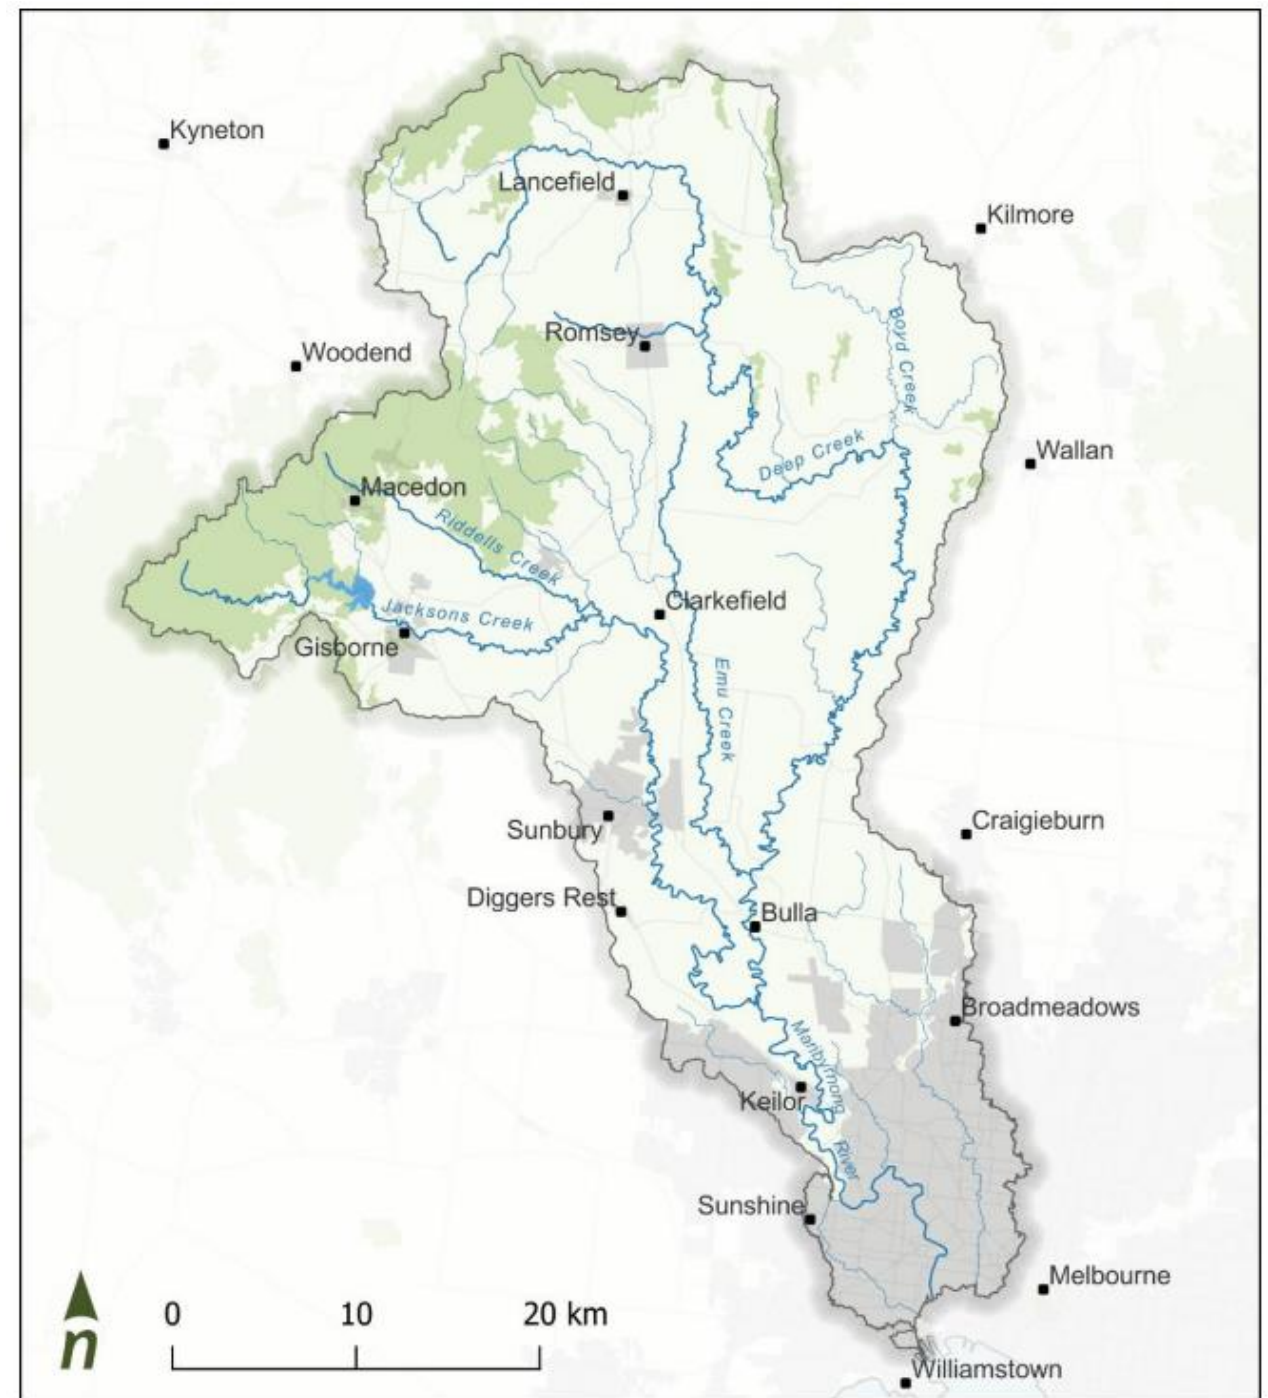 Kyneton
Lancefield
Kilmore
Romsey
Woodend
Boyd Creek
Deep Creek
Wallan
Macedon
Riddells Creek
Clarkefield
Jacksons Creek
Gisborne
Emu Creek
Sunbury
Craigieburn
Diggers Rest
Bulla
Broadmeadows
Maribyrnong River
Keilor
Sunshine
Melbourne
n
0 10 20 km
Williamstown